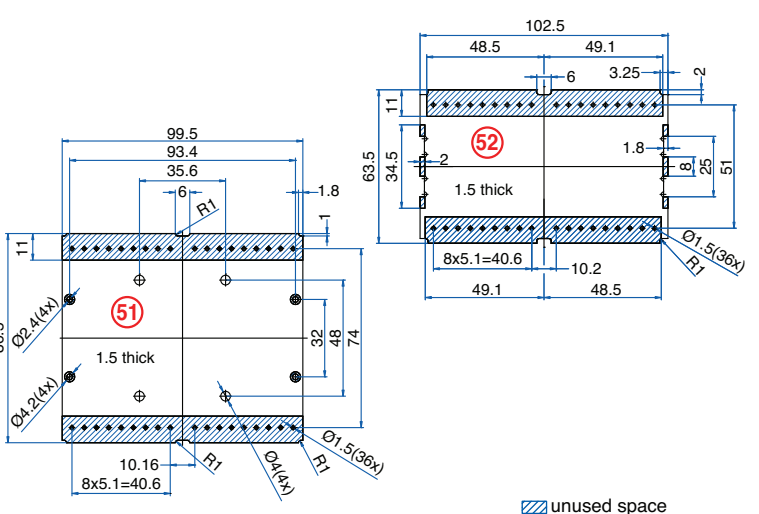 102.5
48.5
49.1
6
3.25
2
11
52
63.5
34.5
2
1.8
8
25
51
1.5 thick
Ø1.5(36x)
R1
8x5.1=40.6
10.2
49.1
48.5
99.5
93.4
35.6
6
R1
1.8
1
11
51
Ø2.4(4x)
1.5 thick
32
48
74
Ø4.2(4x)
R1
Ø4(4x)
R1
Ø1.5(36x)
10.16
8x5.1=40.6
unused space